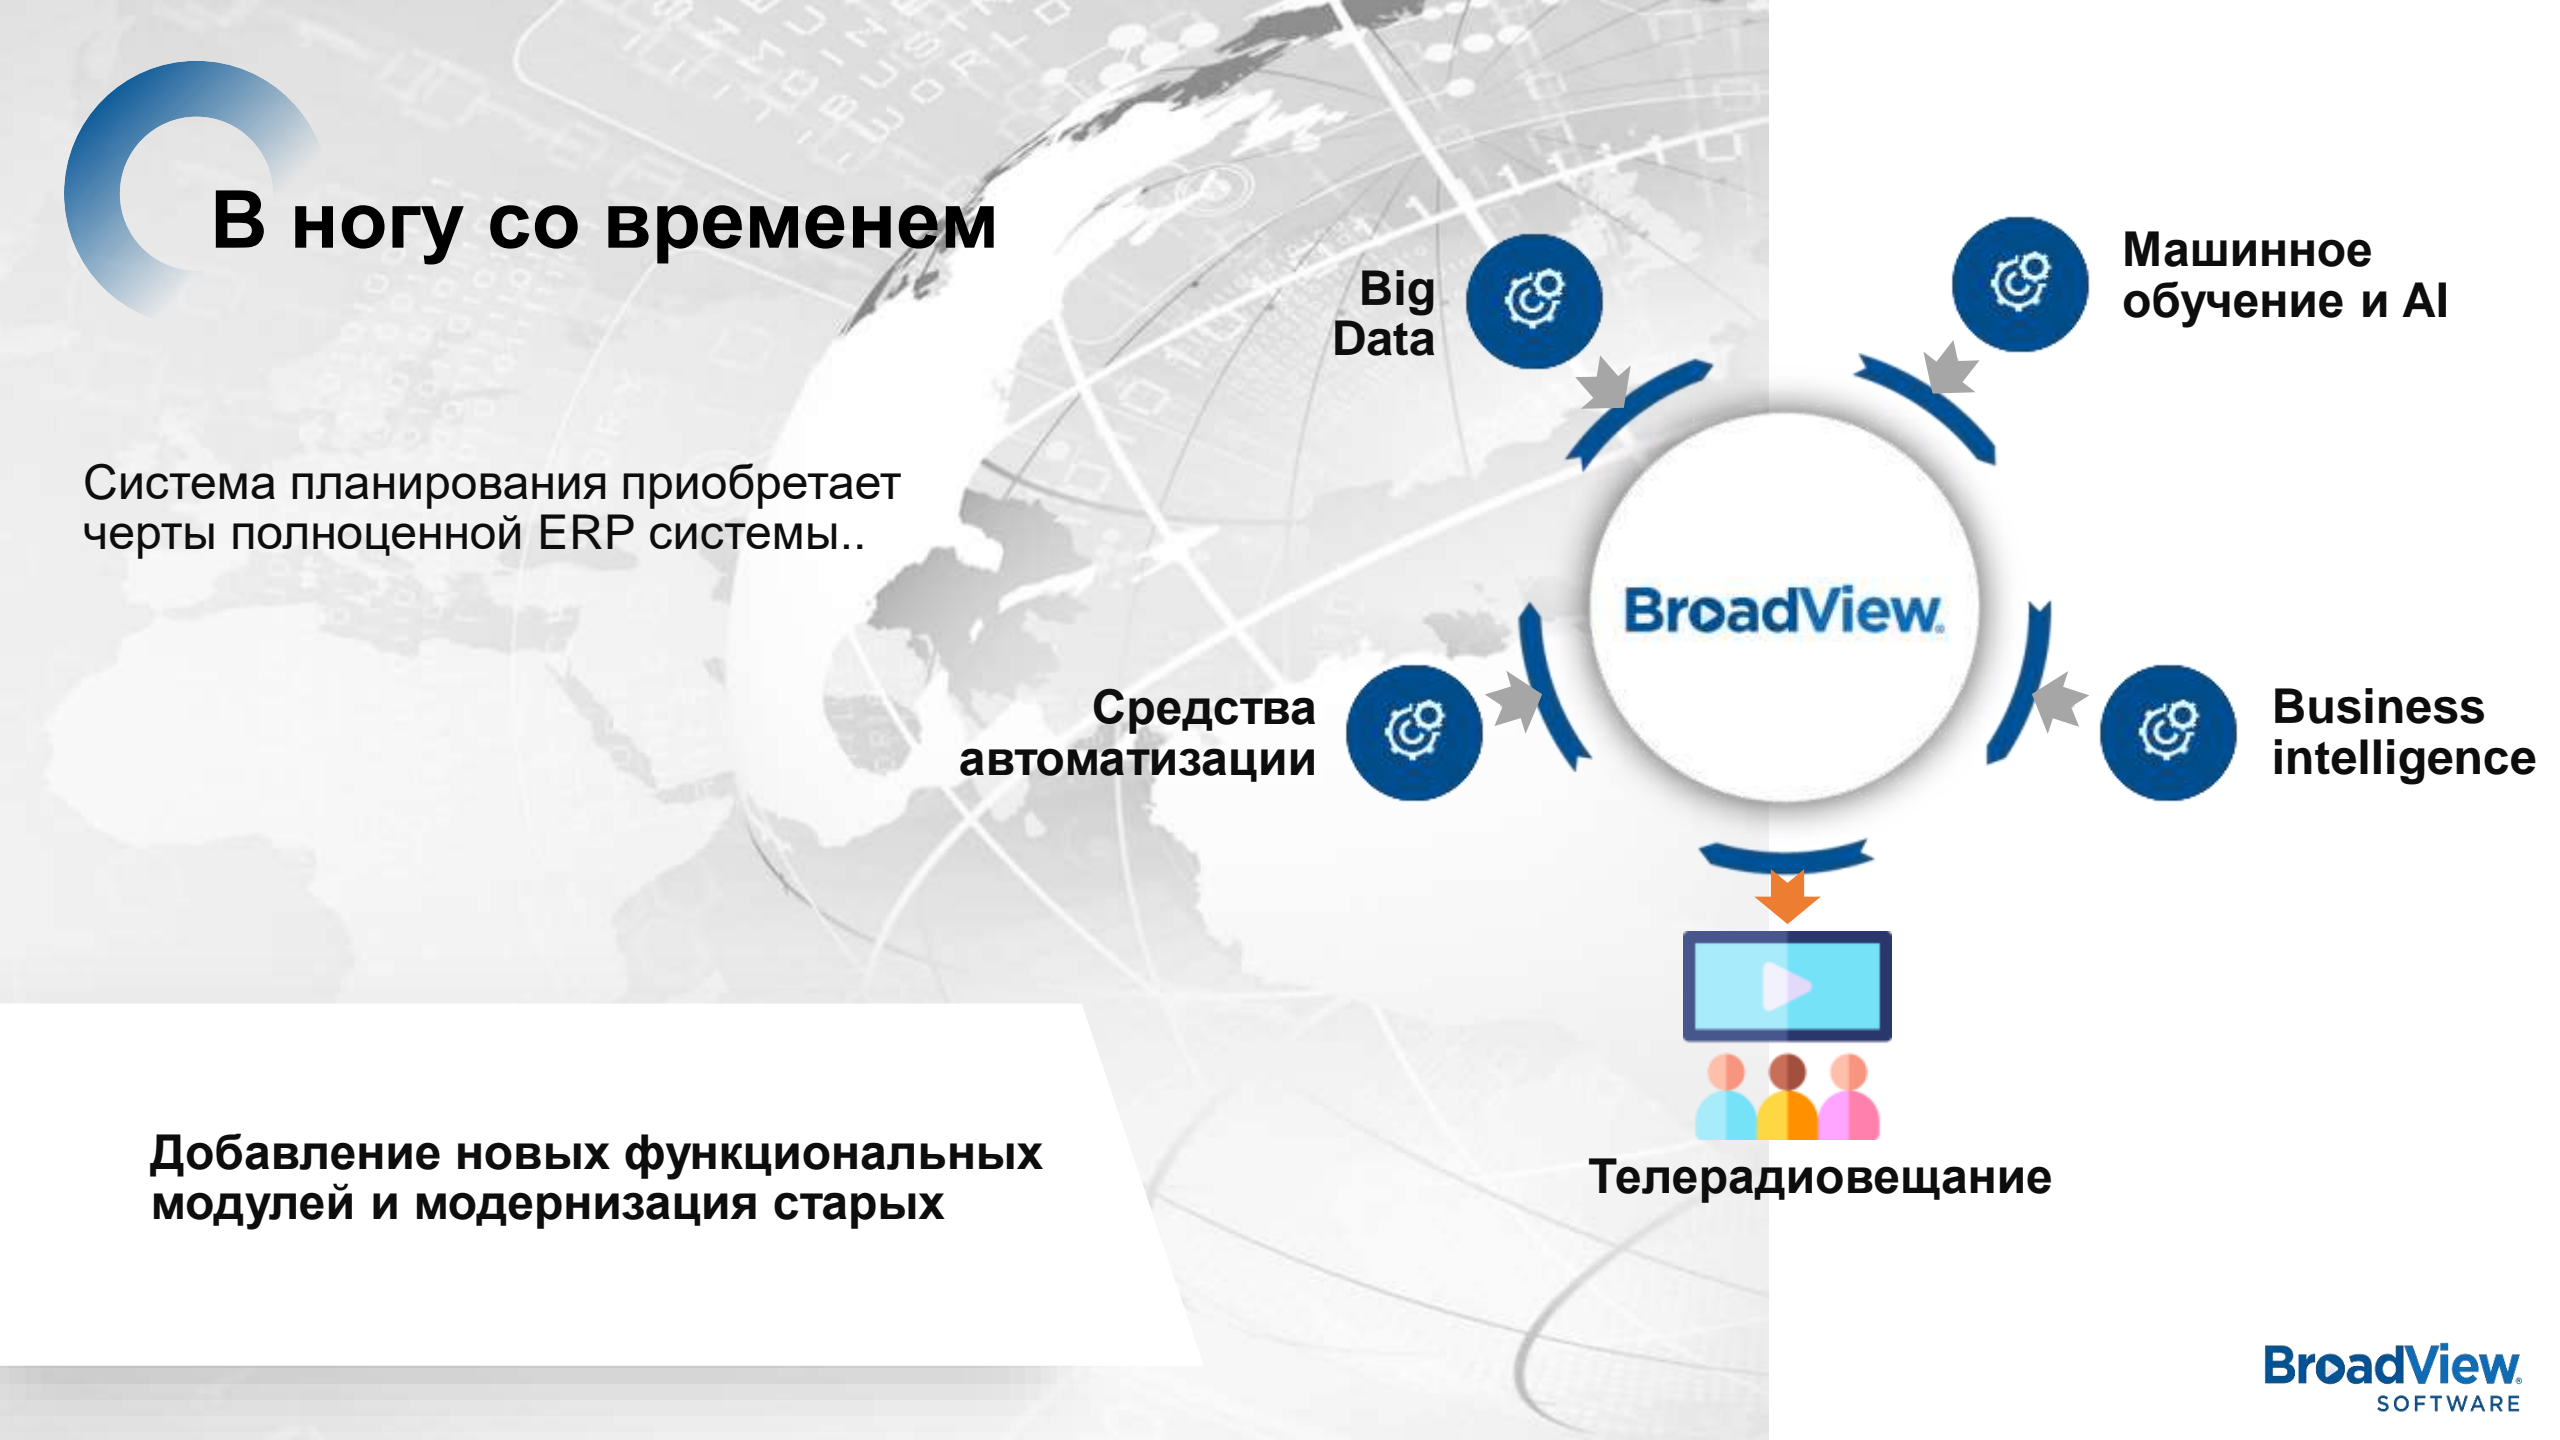 В ногу со временем
Система планирования приобретает
черты полноценной ERP системы..
Big
Data
Машинное
обучение и AI
BroadView®
Средства
автоматизации
Business
intelligence
Телерадиовещание
Добавление новых функциональных
модулей и модернизация старых
BroadView®
SOFTWARE